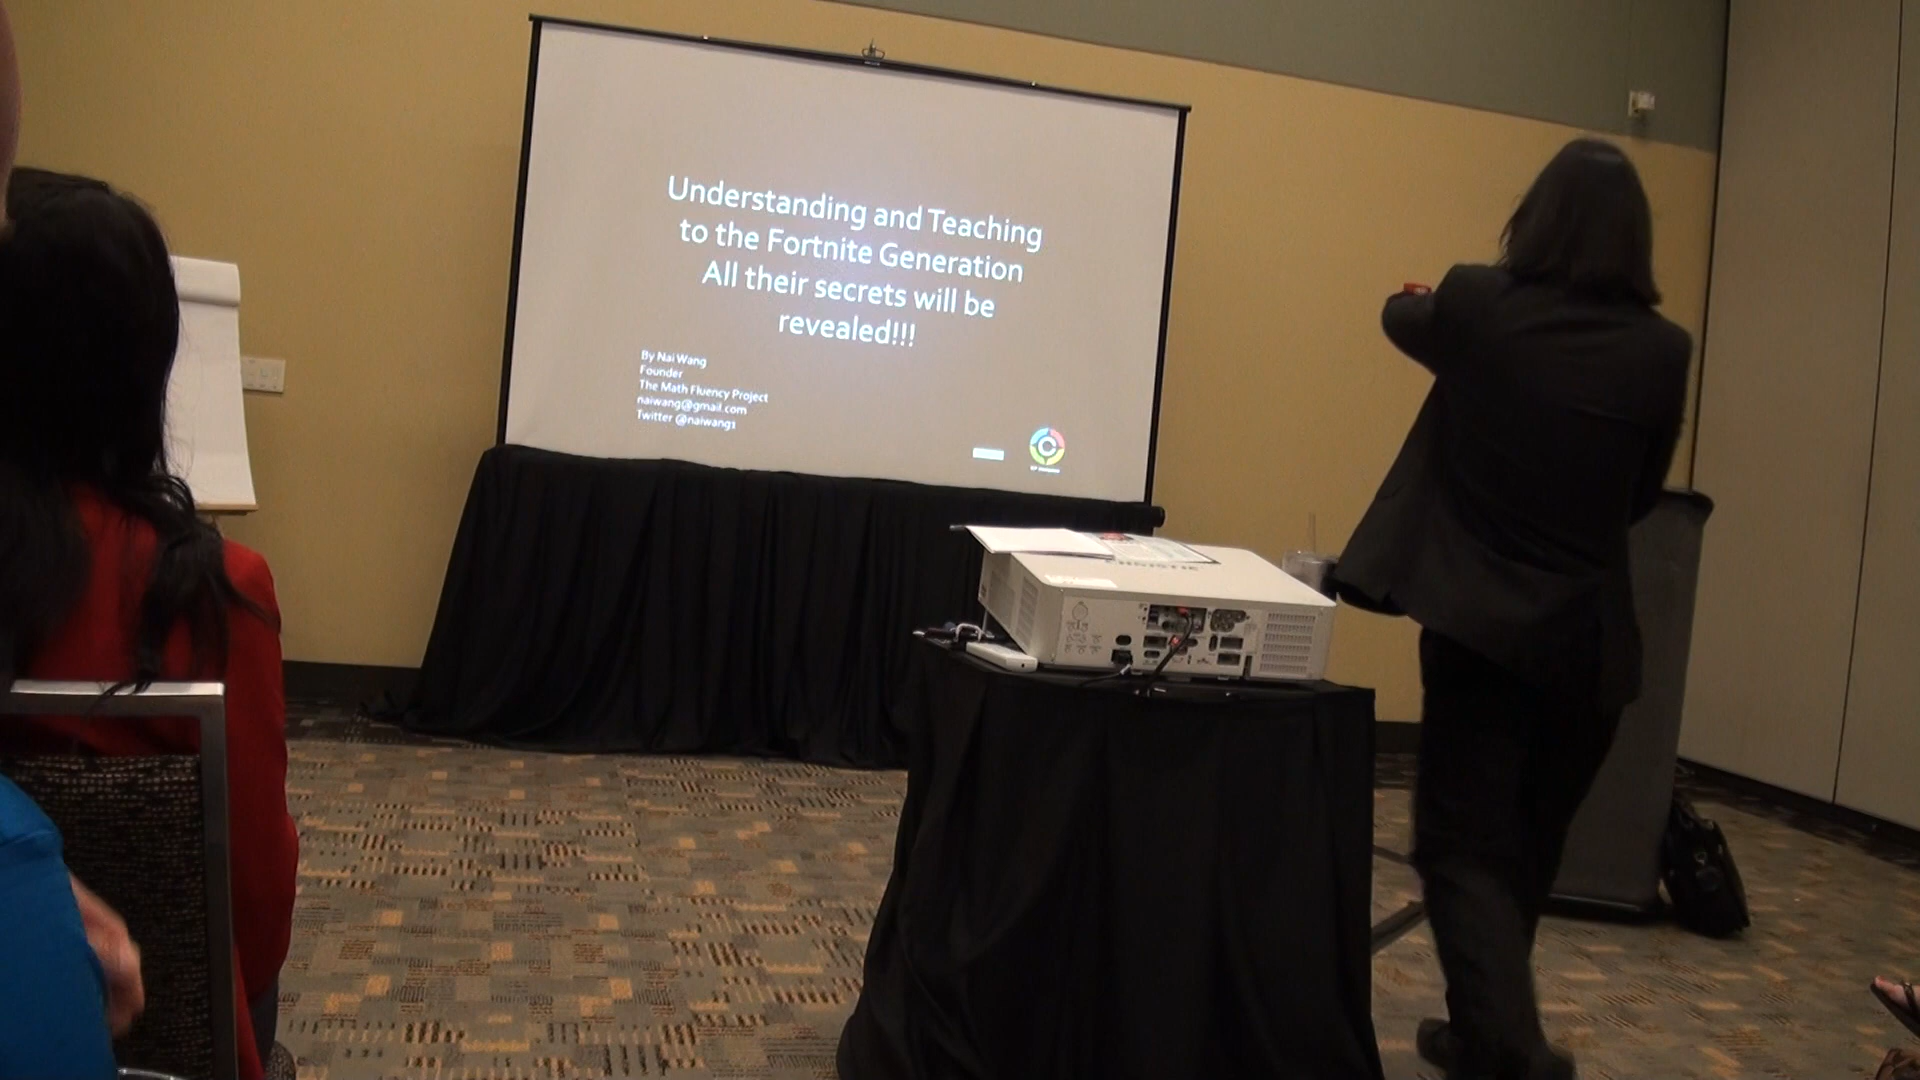 Understanding and Teaching
to the Fortnite Generation
All their secrets will be
revealed!!!
By Nai Wang
Founder
The Math Fluency Project
naiwang@gmail.com
Twitter @naiwang1
CHRISTIE